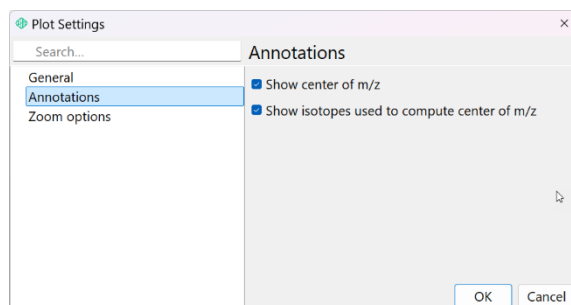 Plot Settings
Search...
General
Annotations
Zoom options
Annotations
Show center of m/z
Show isotopes used to compute center of m/z
OK
Cancel